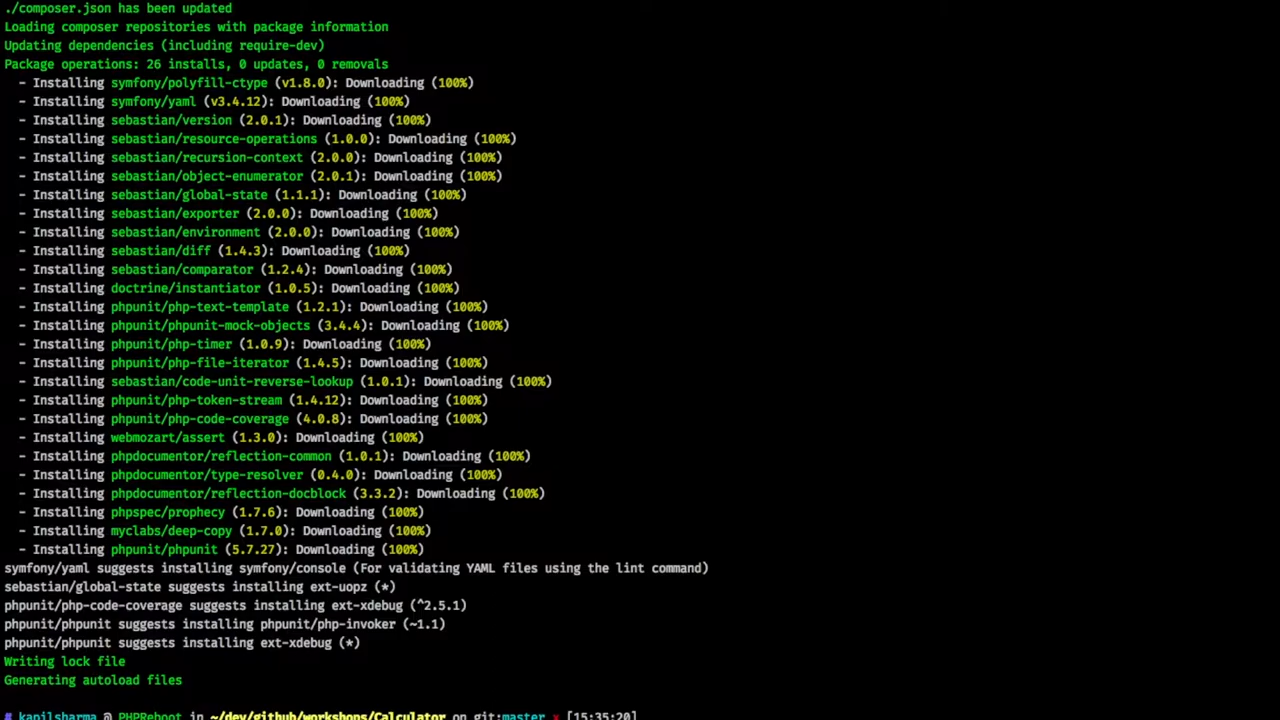 ./composer.json has been updated
Loading composer repositories with package information
Updating dependencies (including require-dev)
Package operations: 26 installs, 0 updates, 0 removals
- Installing symfony/polyfill-ctype (v1.8.0): Downloading (100%)
- Installing symfony/yaml (v3.4.12): Downloading (100%)
- Installing sebastian/version (2.0.1): Downloading (100%)
- Installing sebastian/resource-operations (1.0.0): Downloading (100%)
- Installing sebastian/recursion-context (2.0.0): Downloading (100%)
- Installing sebastian/object-enumerator (2.0.1): Downloading (100%)
- Installing sebastian/global-state (1.1.1): Downloading (100%)
- Installing sebastian/exporter (2.0.0): Downloading (100%)
- Installing sebastian/environment (2.0.0): Downloading (100%)
- Installing sebastian/diff (1.4.3): Downloading (100%)
- Installing sebastian/comparator (1.2.4): Downloading (100%)
- Installing doctrine/instantiator (1.0.5): Downloading (100%)
- Installing phpunit/php-text-template (1.2.1): Downloading (100%)
- Installing phpunit/phpunit-mock-objects (3.4.4): Downloading (100%)
- Installing phpunit/php-timer (1.0.9): Downloading (100%)
- Installing phpunit/php-file-iterator (1.4.5): Downloading (100%)
- Installing sebastian/code-unit-reverse-lookup (1.0.1): Downloading (100%)
- Installing phpunit/php-token-stream (1.4.12): Downloading (100%)
- Installing phpunit/php-code-coverage (4.0.8): Downloading (100%)
- Installing webmozart/assert (1.3.0): Downloading (100%)
- Installing phpdocumentor/reflection-common (1.0.1): Downloading (100%)
- Installing phpdocumentor/type-resolver (0.4.0): Downloading (100%)
- Installing phpdocumentor/reflection-docblock (3.3.2): Downloading (100%)
- Installing phpspec/prophecy (1.7.6): Downloading (100%)
- Installing myclabs/deep-copy (1.7.0): Downloading (100%)
- Installing phpunit/phpunit (5.7.27): Downloading (100%)
symfony/yaml suggests installing symfony/console (For validating YAML files using the lint command)
sebastian/global-state suggests installing ext-uopz (*)
phpunit/php-code-coverage suggests installing ext-xdebug (^2.5.1)
phpunit/phpunit suggests installing phpunit/php-invoker (~1.1)
phpunit/phpunit suggests installing ext-xdebug (*)
Writing lock file
Generating autoload files
# kapilsharma @ PHPReboot in ~/dev/github/workshops/Calculator on git:master x [15:35:20]